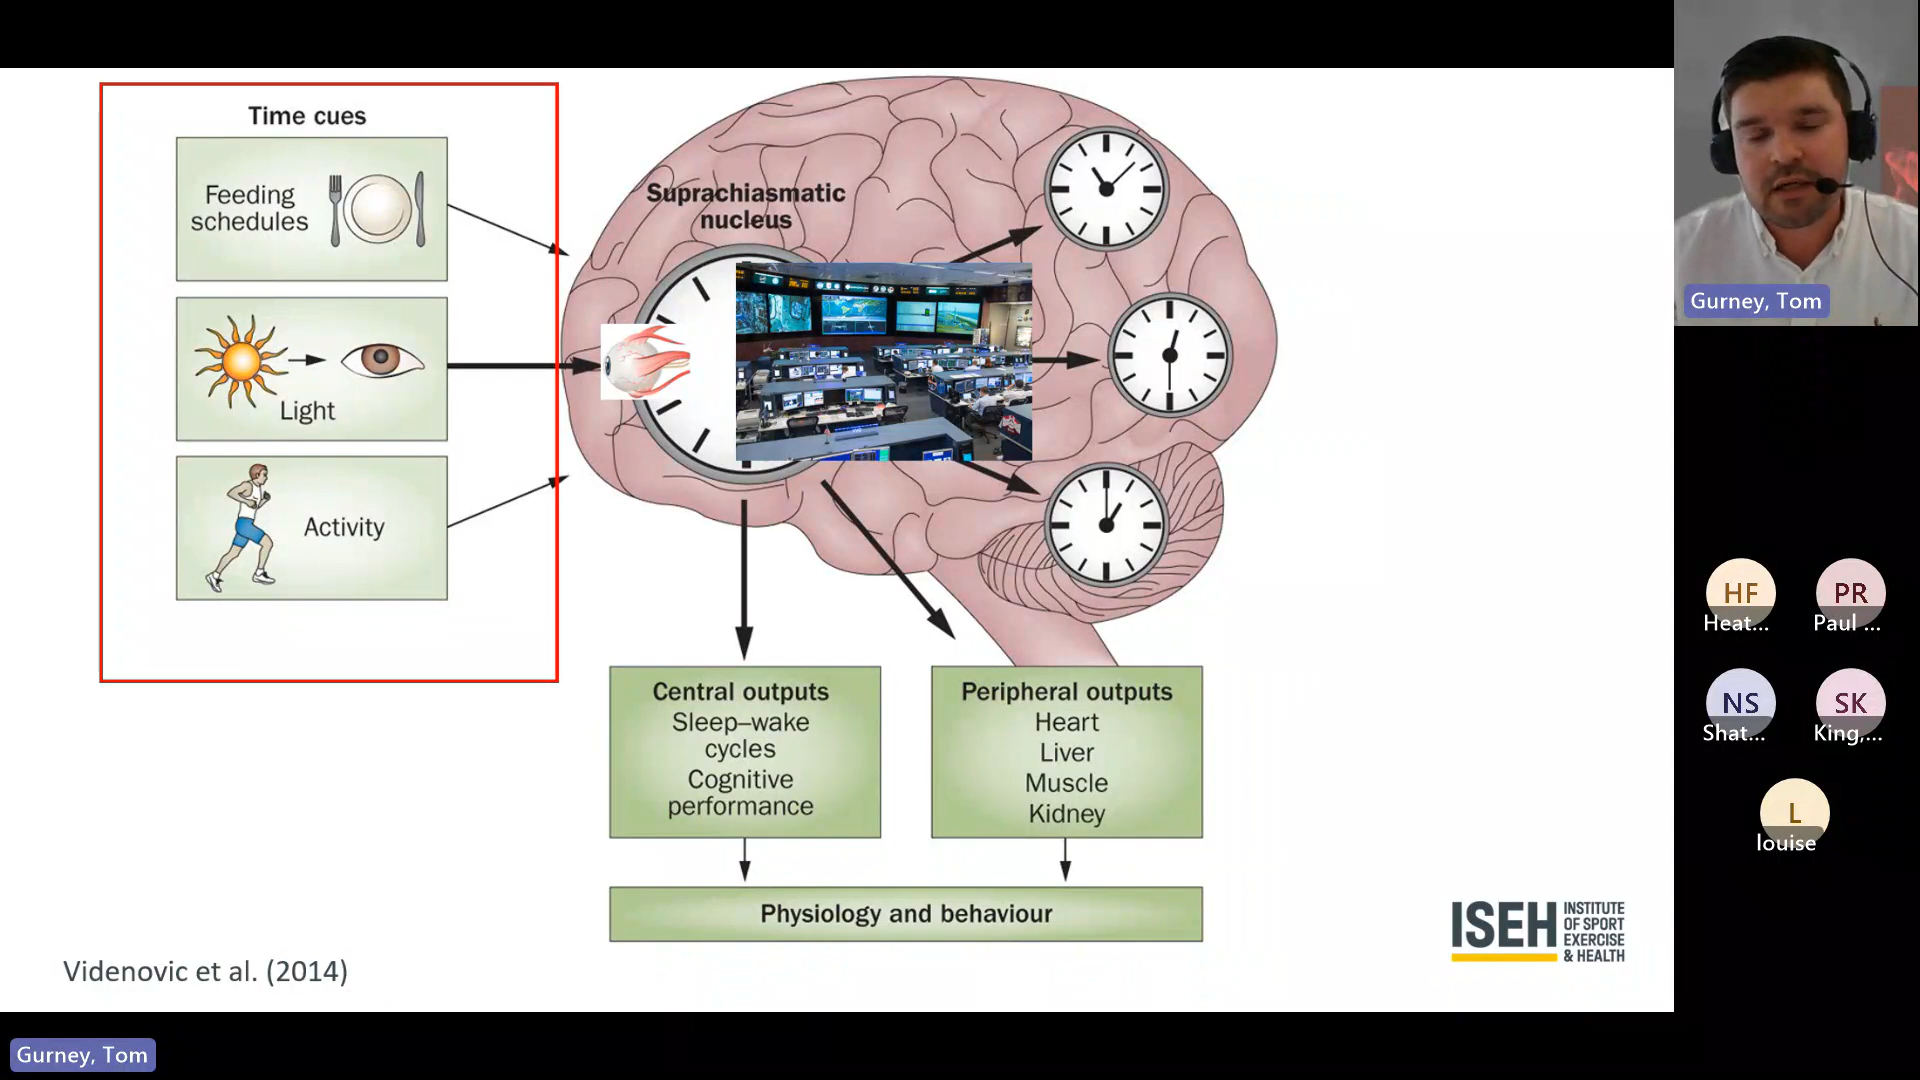 Time cues
Feeding
schedules
Light
Activity
Suprachiasmatic
nucleus
Central outputs
Sleep–wake
cycles
Cognitive
performance
Peripheral outputs
Heart
Liver
Muscle
Kidney
Physiology and behaviour
Videnovic et al. (2014)
ISEH
INSTITUTE
OF SPORT
EXERCISE
& HEALTH
Gurney, Tom
HF
Heat...
PR
Paul ...
NS
Shat...
SK
King,...
L
louise
Gurney, Tom